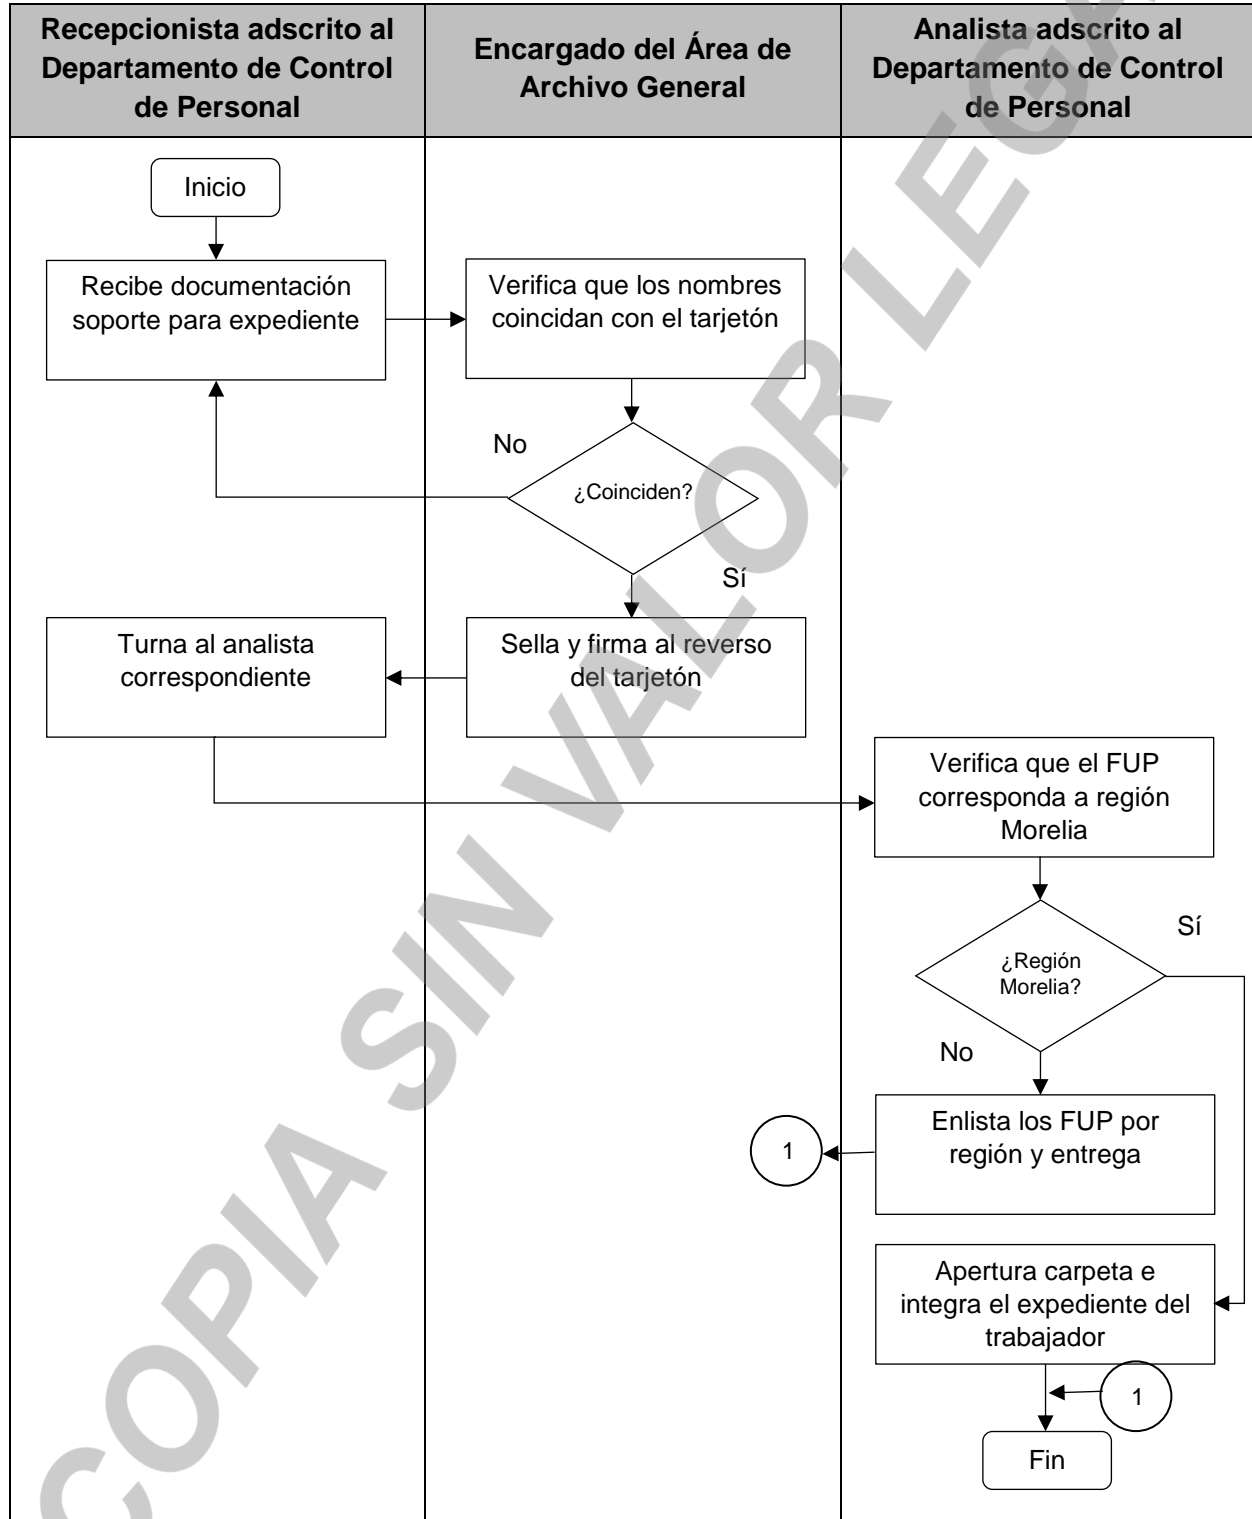 Recepcionista adscrito al
Departamento de Control
de Personal
Encargado del Área de
Archivo General
Analista adscrito al
Departamento de Control
de Personal
Inicio
Recibe documentación
soporte para expediente
Verifica que los nombres
coincidan con el tarjetón
No
¿Coinciden?
Sí
Turna al analista
correspondiente
Sella y firma al reverso
del tarjetón
Verifica que el FUP
corresponda a región
Morelia
Sí
¿Región
Morelia?
No
Enlista los FUP por
región y entrega
1
Apertura carpeta e
integra el expediente del
trabajador
1
Fin
COPIA SIN VALOR LEGA